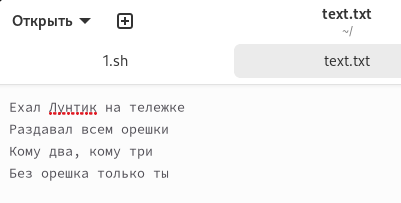 Открыть
text.txt
~/
1.sh
text.txt
Ехал Лунтик на тележке
Раздавал всем орешки
Кому два, кому три
Без орешка только ты